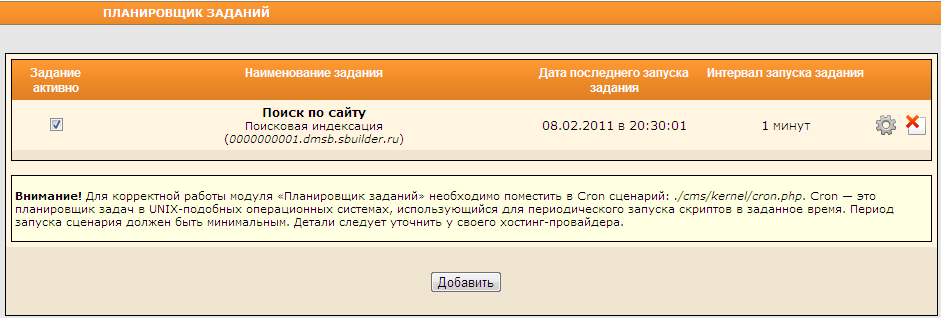 ПЛАНИРОВЩИК ЗАДАНИЙ
Задание активно Наименование задания Дата последнего запуска задания Интервал запуска задания
Поиск по сайту
Поисковая индексация 08.02.2011 в 20:30:01 1 минут
(0000000001.dmsb.sbuilder.ru)
Внимание! Для корректной работы модуля «Планировщик заданий» необходимо поместить в Cron сценарий: ./cms/kernel/cron.php. Cron — это
планировщик задач в UNIX-подобных операционных системах, использующийся для периодического запуска скриптов в заданное время. Период
запуска сценария должен быть минимальным. Детали следует уточнить у своего хостинг-провайдера.
Добавить